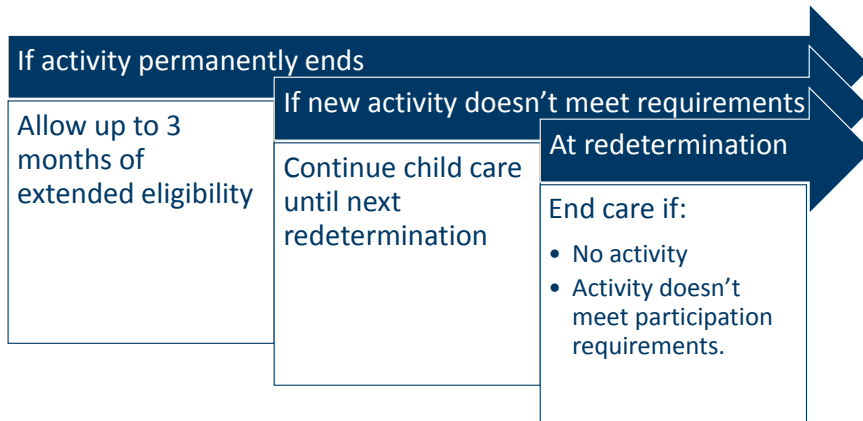 If activity permanently ends
Allow up to 3
months of
extended eligibility
If new activity doesn’t meet requirements
Continue child care
until next
redetermination
At redetermination
End care if:
• No activity
• Activity doesn’t
meet participation
requirements.